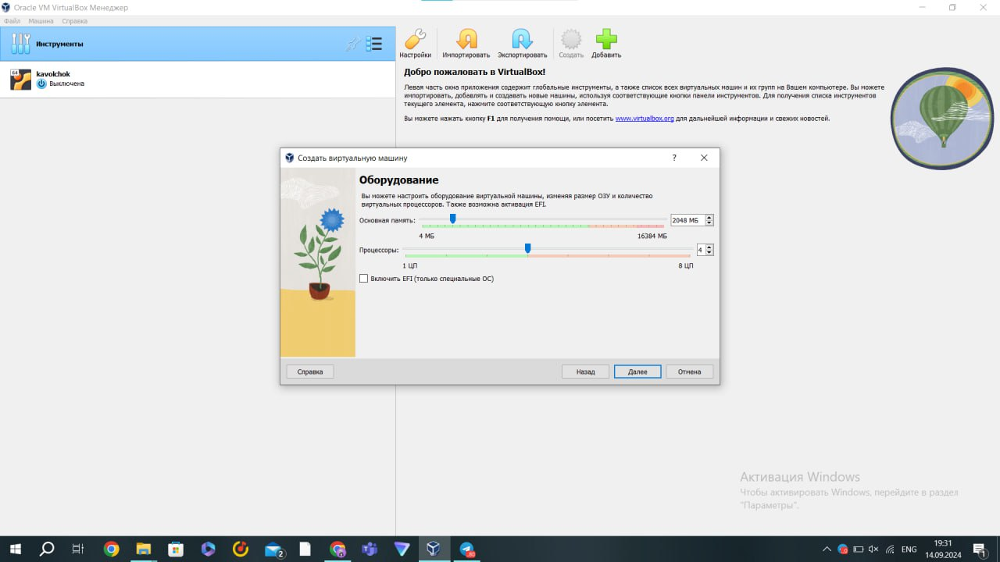 Oracle VM VirtualBox Менеджер
Файл Машина Справка
Инструменты
Настройки Импортировать Экспортировать Создать Добавить
64
kavolchok
Выключена
Добро пожаловать в VirtualBox!
Левая часть окна приложения содержит глобальные инструменты, а также список всех виртуальных машин и их групп на Вашем компьютере. Вы можете
импортировать, добавлять и создавать новые машины, используя соответствующие кнопки панели инструментов. Для получения списка инструментов
текущего элемента, нажмите соответствующую кнопку элемента.
Вы можете нажать кнопку F1 для получения помощи, или посетить www.virtualbox.org для дальнейшей информации и свежих новостей.
Создать виртуальную машину ?
Оборудование
Вы можете настроить оборудование виртуальной машины, изменяя размер ОЗУ и количество
виртуальных процессоров. Также возможна активация EFI.
Основная память: 2048 МБ
4 МБ 16384 МБ
Процессоры: 4
1 ЦП 8 ЦП
Включить EFI (только специальные ОС)
Справка Назад Далее Отмена
Активация Windows
Чтобы активировать Windows, перейдите в раздел
"Параметры".
2 ENG 19:31
14.09.2024 1